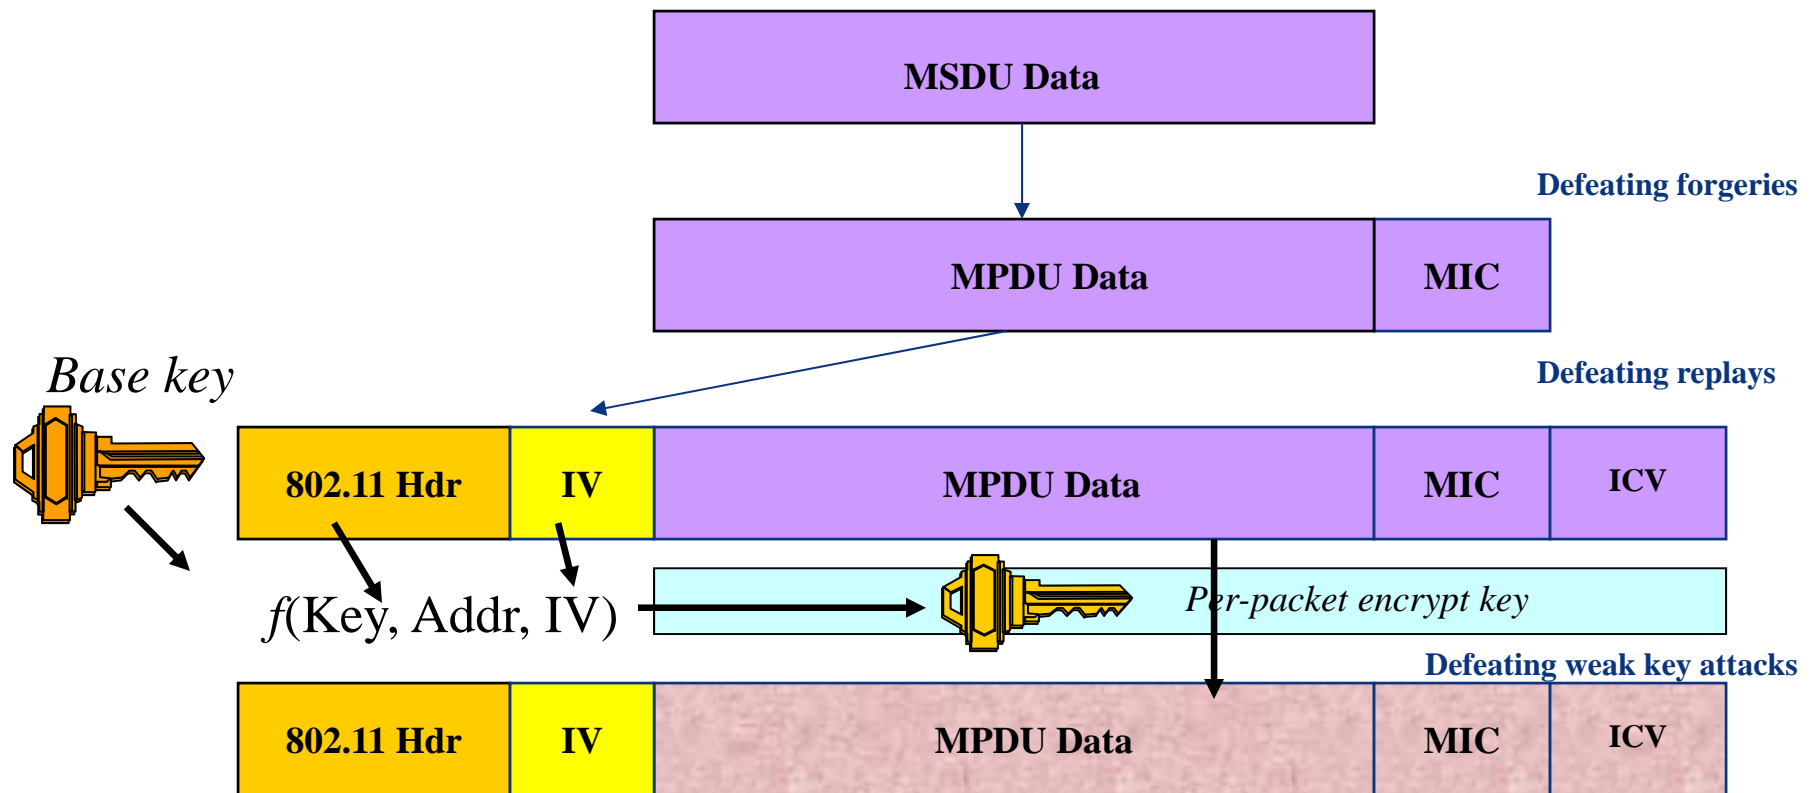 MSDU Data
Defeating forgeries
MPDU Data
MIC
Base key
Defeating replays
802.11 Hdr
IV
MPDU Data
MIC
ICV
f(Key, Addr, IV)
Per-packet encrypt key
Defeating weak key attacks
802.11 Hdr
IV
MPDU Data
MIC
ICV